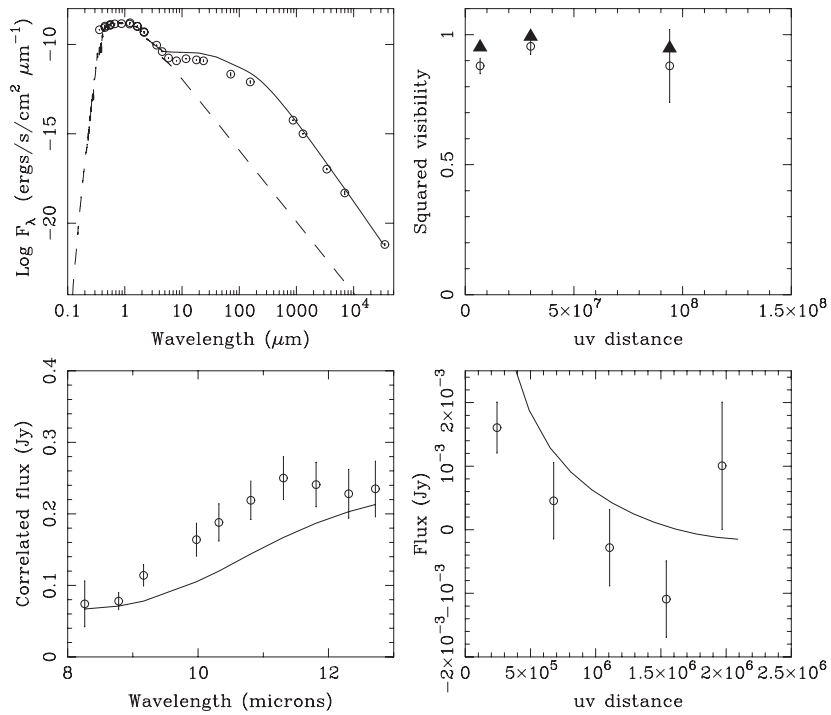 Log F_λ (ergs/s/cm² μm⁻¹)
−10
−15
−20
0.1 1 10 100 1000 10⁴
Wavelength (μm)
Squared visibility
1
0.5
0
0 5×10⁷ 10⁸ 1.5×10⁸
uv distance
Correlated flux (Jy)
0.4
0.3
0.2
0.1
0
8 10 12
Wavelength (microns)
Flux (Jy)
2×10⁻³
10⁻³
0
−10⁻³
−2×10⁻³
0 5×10⁵ 10⁶ 1.5×10⁶ 2×10⁶ 2.5×10⁶
uv distance